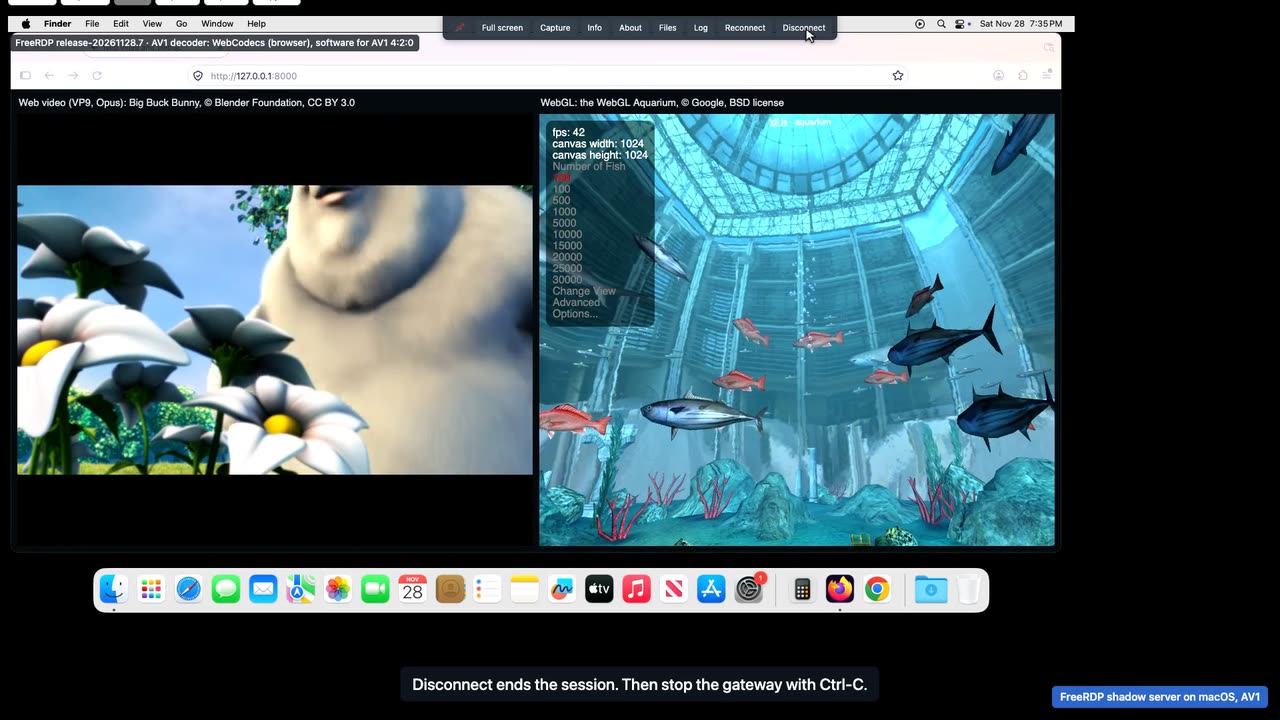 Finder File Edit View Go Window Help
Full screen Capture Info About Files Log Reconnect Disconnect
Sat Nov 28 7:35 PM
FreeRDP release-20261128.7 · AV1 decoder: WebCodecs (browser), software for AV1 4:2:0
http://127.0.0.1:8000
Web video (VP9, Opus): Big Buck Bunny, © Blender Foundation, CC BY 3.0
WebGL: the WebGL Aquarium, © Google, BSD license
aquarium
fps: 42
canvas width: 1024
canvas height: 1024
Number of Fish
100
500
1000
5000
10000
15000
20000
25000
30000
Change View
Advanced
Options...
NOV
28
tv
1
Disconnect ends the session. Then stop the gateway with Ctrl-C.
FreeRDP shadow server on macOS, AV1